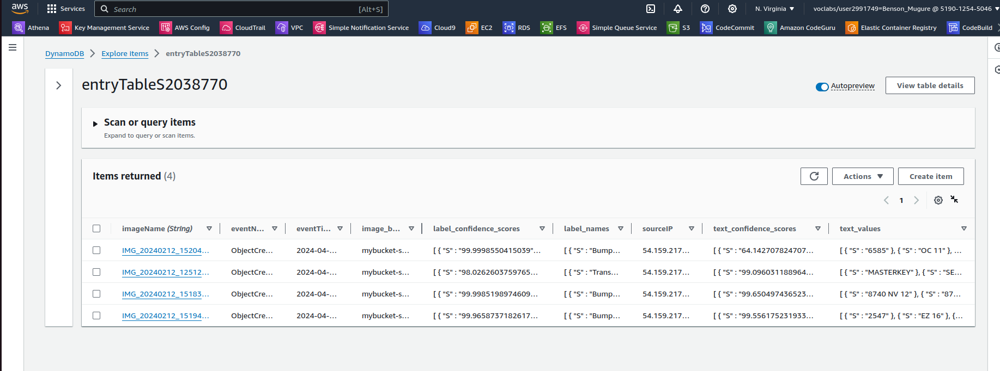 aws
Services
Search [Alt+S]
N. Virginia
voclabs/user2991749=Benson_Mugure @ 5190-1254-5046
Athena Key Management Service AWS Config CloudTrail VPC Simple Notification Service Cloud9 EC2 RDS EFS Simple Queue Service S3 CodeCommit Amazon CodeGuru Elastic Container Registry CodeBuild
DynamoDB Explore items entryTableS2038770
entryTableS2038770
Autopreview View table details
Scan or query items
Expand to query or scan items.
Items returned (4)
Actions Create item
1
imageName (String) eventN... eventTi... image_b... label_confidence_scores label_names sourceIP text_confidence_scores text_values
IMG_20240212_15204... ObjectCre... 2024-04-... mybucket-s... [ { "S" : "99.9998550415039"... [ { "S" : "Bump... 54.159.217... [ { "S" : "64.142707824707... [ { "S" : "6585" }, { "S" : "OC 11" }, ...
IMG_20240212_12512... ObjectCre... 2024-04-... mybucket-s... [ { "S" : "98.0262603759765... [ { "S" : "Trans... 54.159.217... [ { "S" : "99.096031188964... [ { "S" : "MASTERKEY" }, { "S" : "SE...
IMG_20240212_15183... ObjectCre... 2024-04-... mybucket-s... [ { "S" : "99.9985198974609... [ { "S" : "Bump... 54.159.217... [ { "S" : "99.650497436523... [ { "S" : "8740 NV 12" }, { "S" : "87...
IMG_20240212_15194... ObjectCre... 2024-04-... mybucket-s... [ { "S" : "99.9658737182617... [ { "S" : "Bump... 54.159.217... [ { "S" : "99.556175231933... [ { "S" : "2547" }, { "S" : "EZ 16" }, {...